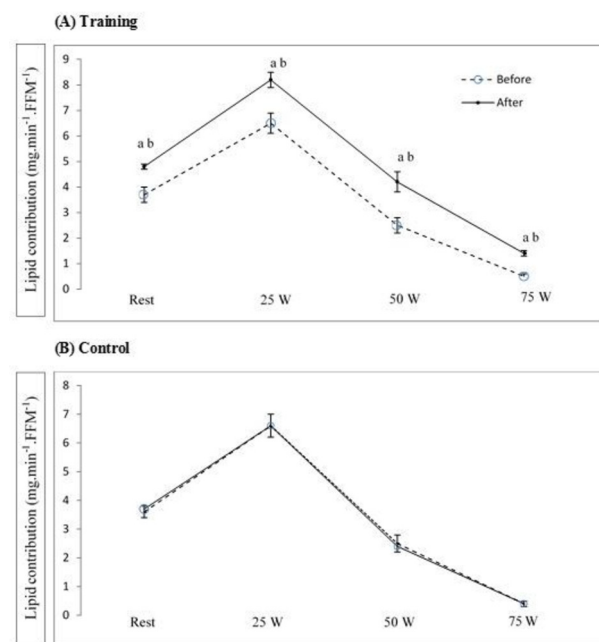 (A) Training
Lipid contribution (mg.min⁻¹.FFM⁻¹)
9
8
7
6
5
4
3
2
1
0
a b
a b
a b
a b
Before
After
Rest
25 W
50 W
75 W
(B) Control
Lipid contribution (mg.min⁻¹.FFM⁻¹)
8
7
6
5
4
3
2
1
0
Rest
25 W
50 W
75 W